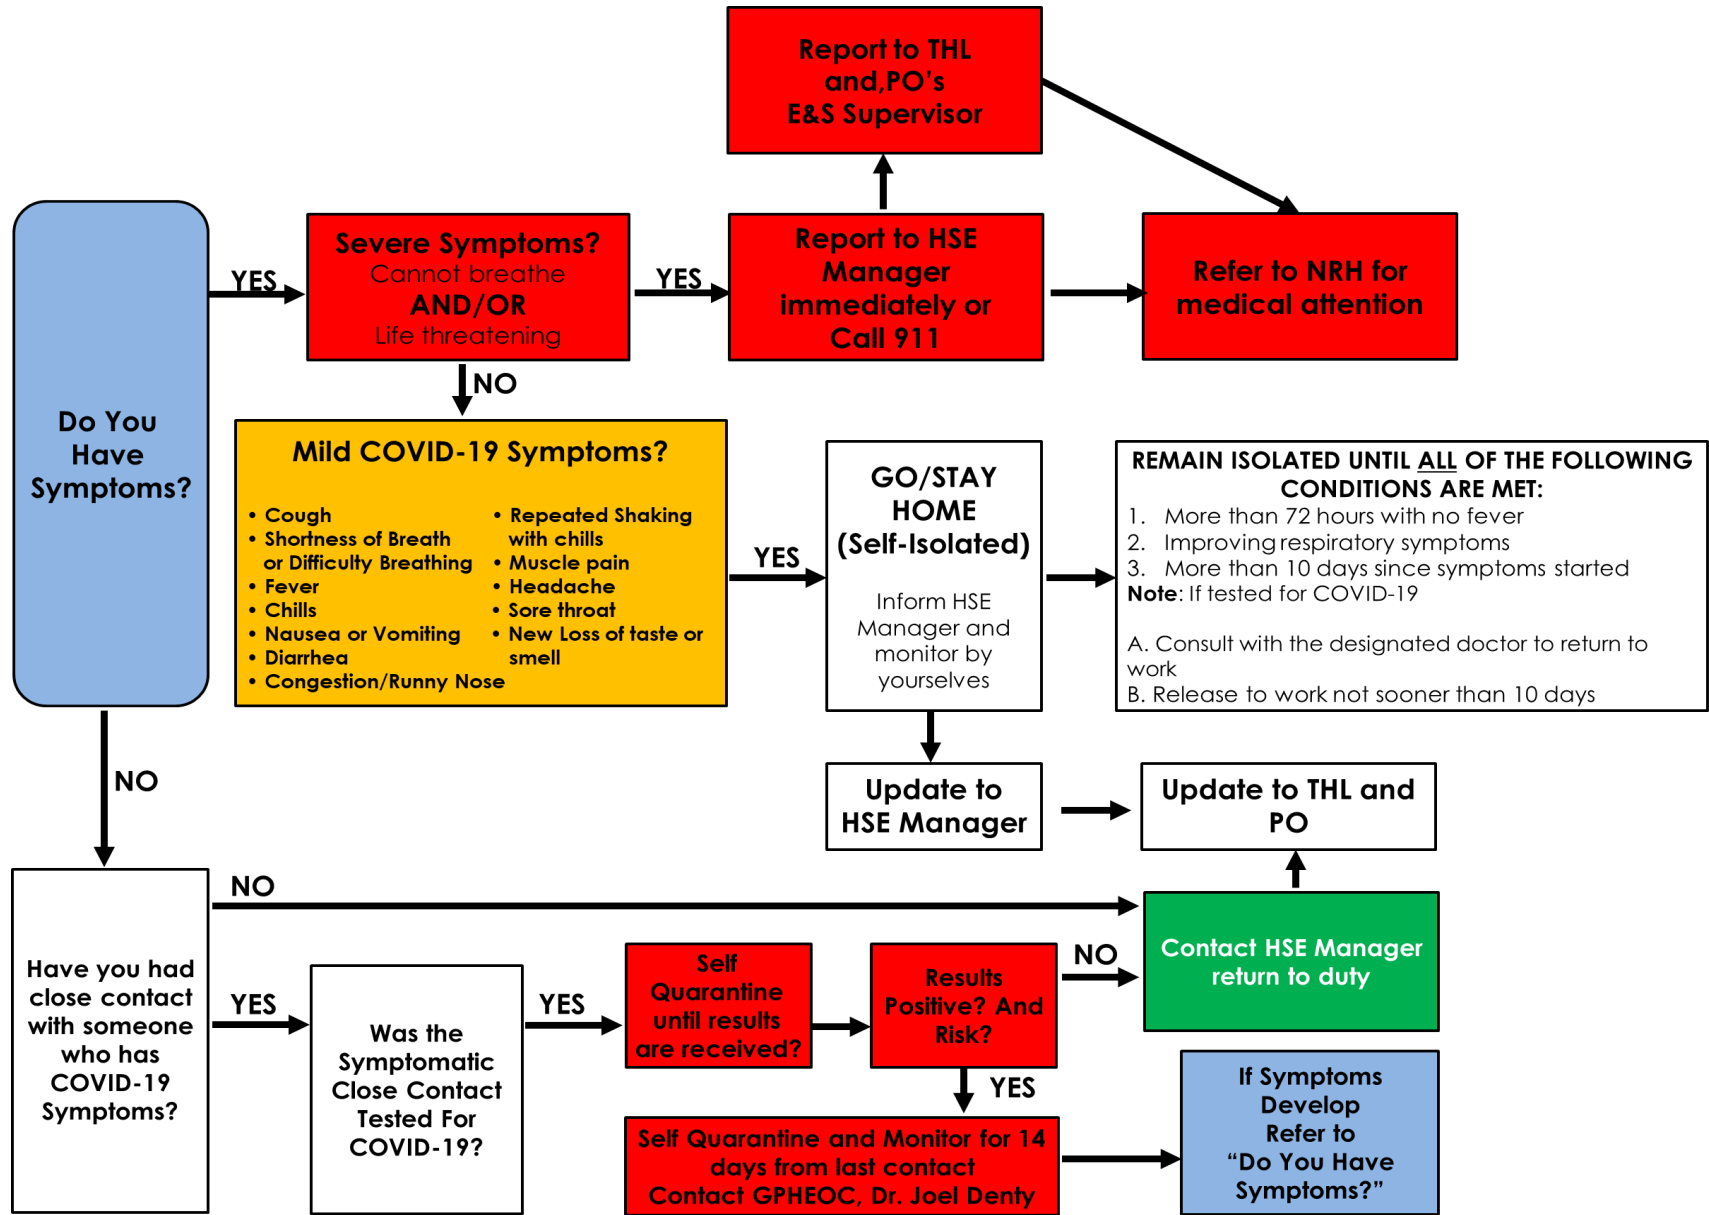 Report to THL
and,PO's
E&S Supervisor
Do You
Have
Symptoms?
YES
Severe Symptoms?
Cannot breathe
AND/OR
Life threatening
YES
Report to HSE
Manager
immediately or
Call 911
Refer to NRH for
medical attention
NO
Mild COVID-19 Symptoms?
• Cough
• Shortness of Breath
or Difficulty Breathing
• Fever
• Chills
• Nausea or Vomiting
• Diarrhea
• Congestion/Runny Nose
• Repeated Shaking
with chills
• Muscle pain
• Headache
• Sore throat
• New Loss of taste or
smell
YES
GO/STAY
HOME
(Self-Isolated)
Inform HSE
Manager and
monitor by
yourselves
REMAIN ISOLATED UNTIL ALL OF THE FOLLOWING
CONDITIONS ARE MET:
1. More than 72 hours with no fever
2. Improving respiratory symptoms
3. More than 10 days since symptoms started
Note: If tested for COVID-19
A. Consult with the designated doctor to return to
work
B. Release to work not sooner than 10 days
Update to
HSE Manager
Update to THL and
PO
NO
Have you had
close contact
with someone
who has
COVID-19
Symptoms?
NO
YES
Was the
Symptomatic
Close Contact
Tested For
COVID-19?
YES
Self
Quarantine
until results
are received?
Results
Positive? And
Risk?
NO
Contact HSE Manager
return to duty
YES
Self Quarantine and Monitor for 14
days from last contact
Contact GPHEOC, Dr. Joel Denty
If Symptoms
Develop
Refer to
"Do You Have
Symptoms?"